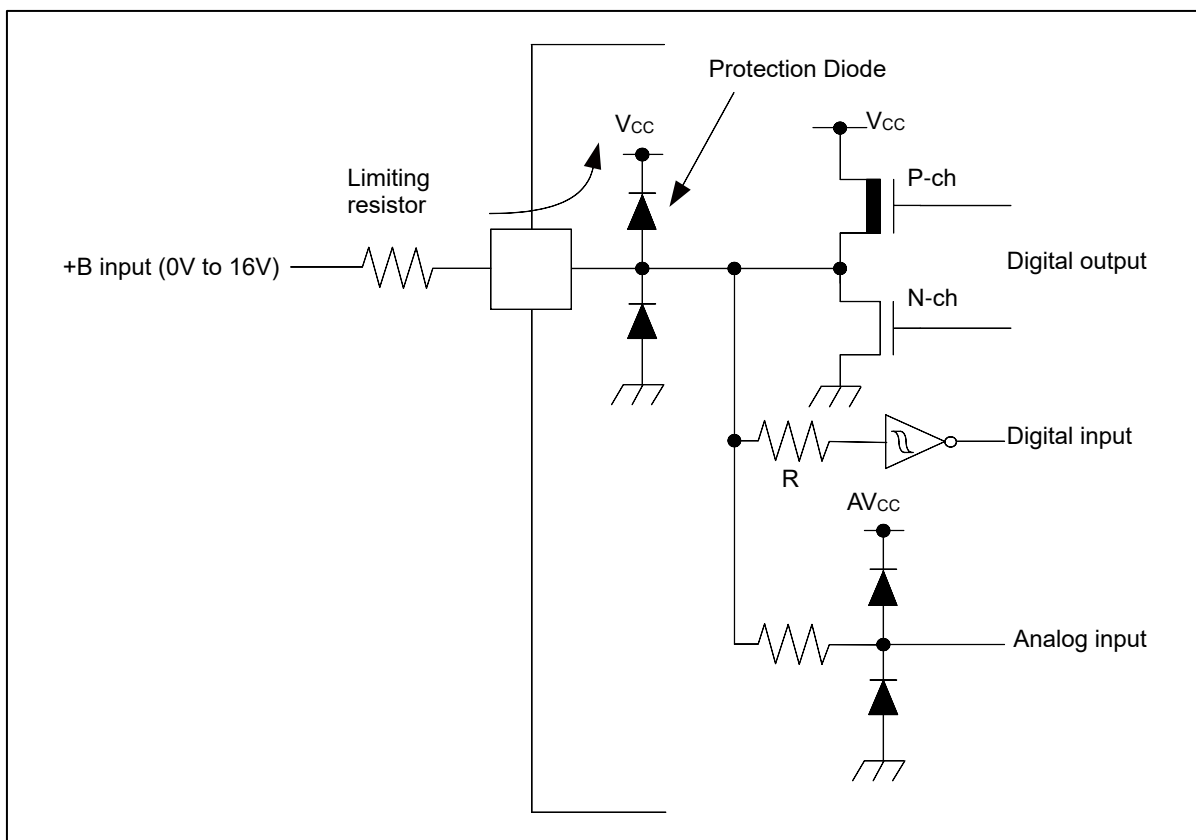 Protection Diode
VCC
VCC
Limiting
resistor
P-ch
+B input (0V to 16V)
Digital output
N-ch
Digital input
R
AVCC
Analog input